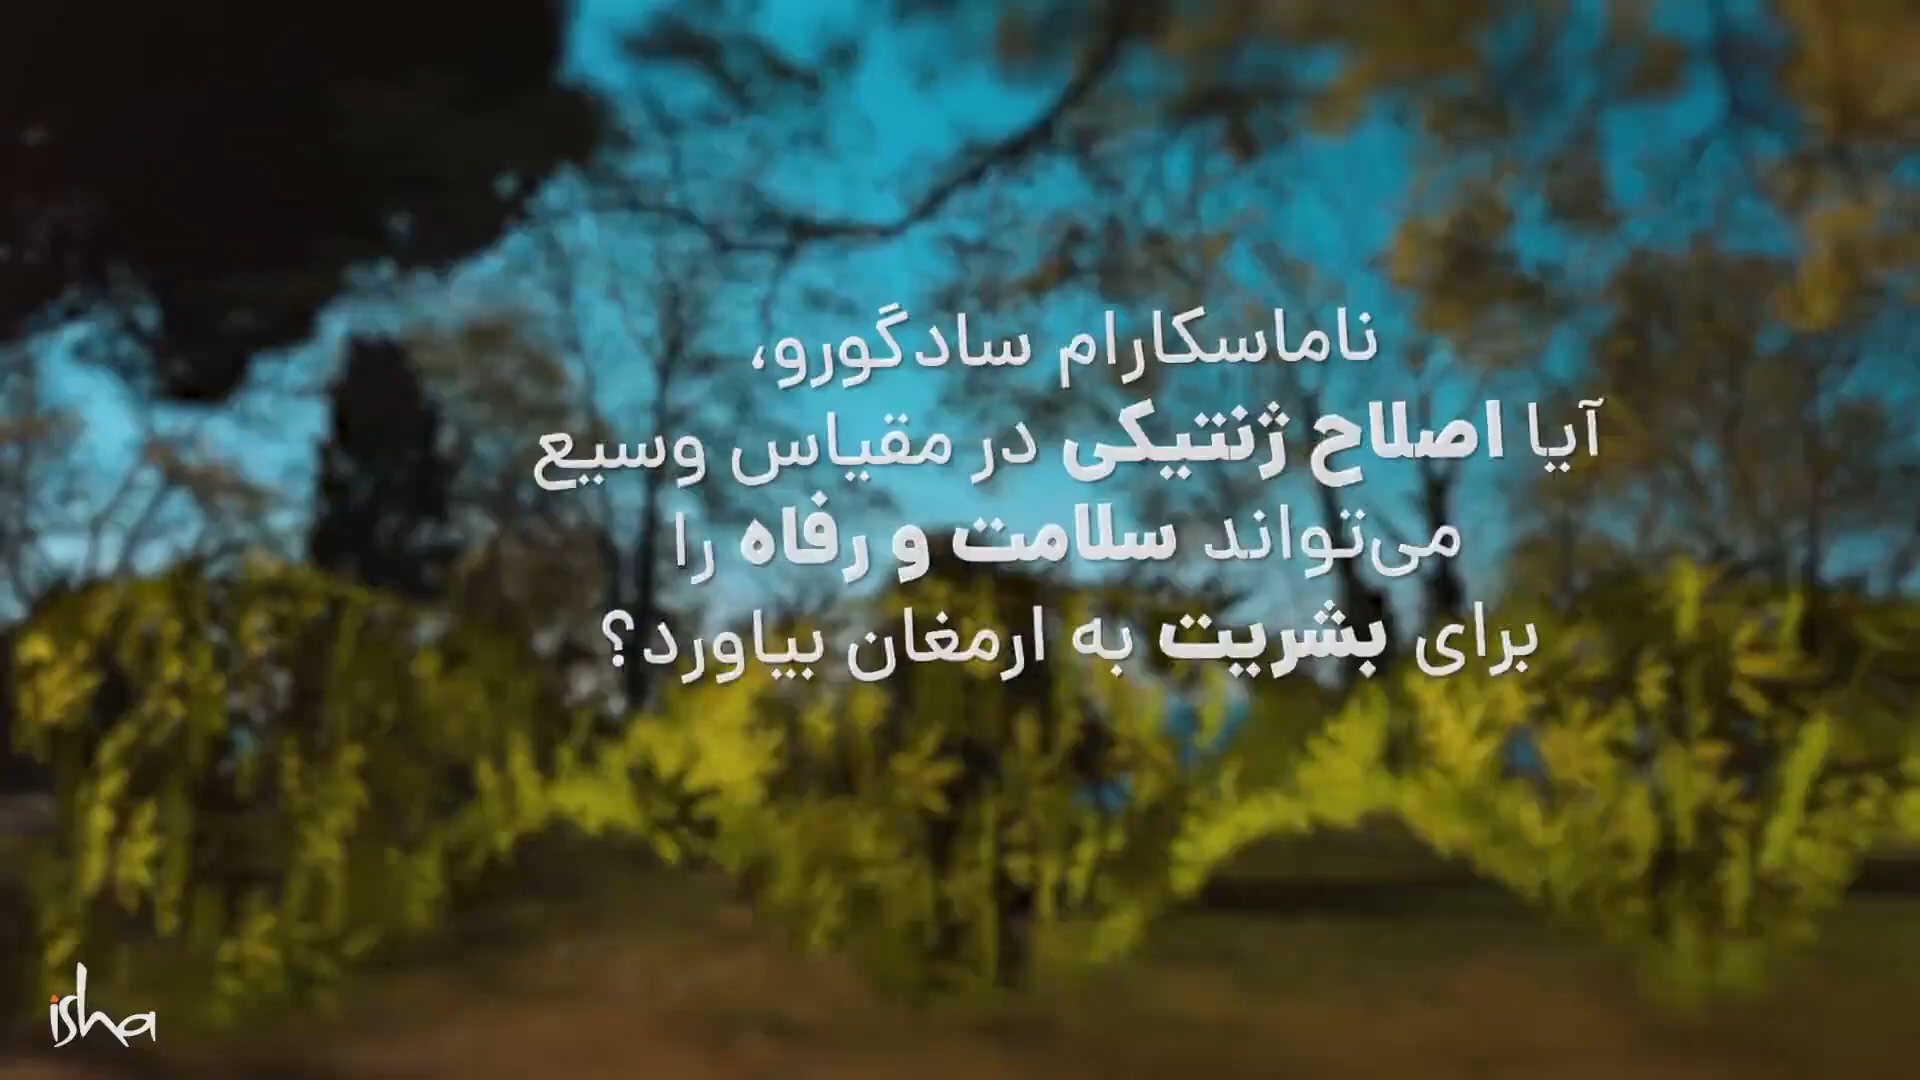 ناماسکارام سادگورو،
آیا اصلاح ژنتیکی در مقیاس وسیع
می‌تواند سلامت و رفاه را
برای بشریت به ارمغان بیاورد؟
isha